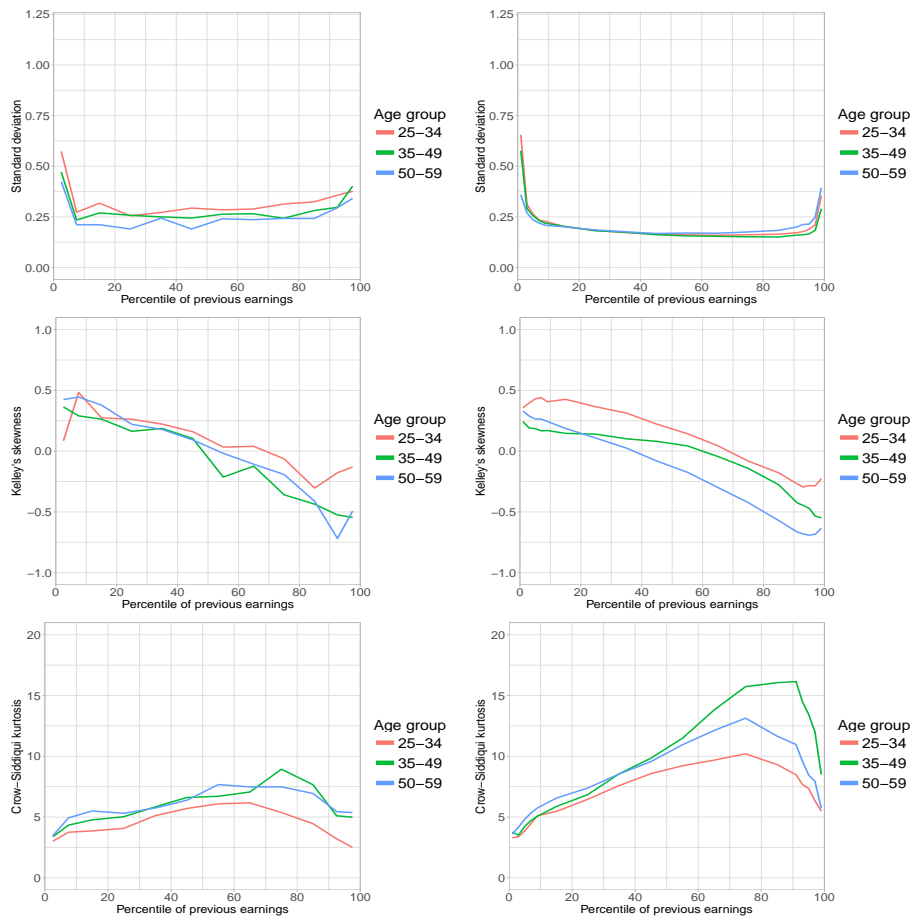 1.25
1.00
0.75
0.50
0.25
0.00
Standard deviation
0 20 40 60 80 100
Percentile of previous earnings
Age group
25−34
35−49
50−59
1.25
1.00
0.75
0.50
0.25
0.00
Standard deviation
0 20 40 60 80 100
Percentile of previous earnings
Age group
25−34
35−49
50−59
1.0
0.5
0.0
−0.5
−1.0
Kelley's skewness
0 20 40 60 80 100
Percentile of previous earnings
Age group
25−34
35−49
50−59
1.0
0.5
0.0
−0.5
−1.0
Kelley's skewness
0 20 40 60 80 100
Percentile of previous earnings
Age group
25−34
35−49
50−59
20
15
10
5
0
Crow−Siddiqui kurtosis
0 20 40 60 80 100
Percentile of previous earnings
Age group
25−34
35−49
50−59
20
15
10
5
0
Crow−Siddiqui kurtosis
0 20 40 60 80 100
Percentile of previous earnings
Age group
25−34
35−49
50−59